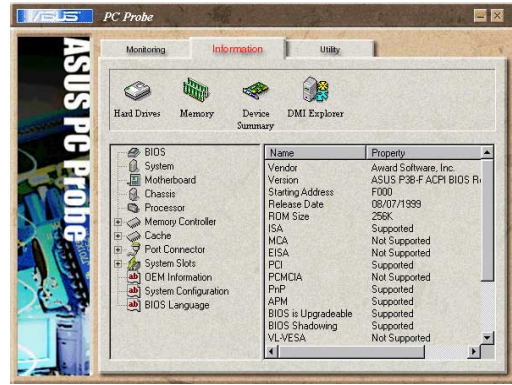 ASUS PC Probe
Monitoring Information Utility
ASUS PC Probe
Hard Drives Memory Device Summary DMI Explorer
BIOS
System
Motherboard
Chassis
Processor
Memory Controller
Cache
Port Connector
System Slots
OEM Information
System Configuration
BIOS Language
Name Property
Vendor Award Software, Inc.
Version ASUS P3B-F ACPI BIOS R
Starting Address F000
Release Date 08/07/1999
ROM Size 256K
ISA Supported
MCA Not Supported
EISA Not Supported
PCI Supported
PCMCIA Not Supported
PnP Supported
APM Supported
BIOS is Upgradeable Supported
BIOS Shadowing Supported
VL-VESA Not Supported